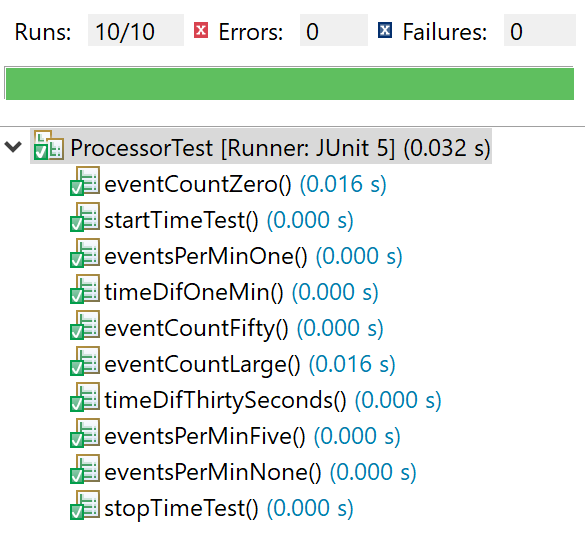 Runs: 10/10 Errors: 0 Failures: 0
ProcessorTest [Runner: JUnit 5] (0.032 s)
eventCountZero() (0.016 s)
startTimeTest() (0.000 s)
eventsPerMinOne() (0.000 s)
timeDifOneMin() (0.000 s)
eventCountFifty() (0.000 s)
eventCountLarge() (0.016 s)
timeDifThirtySeconds() (0.000 s)
eventsPerMinFive() (0.000 s)
eventsPerMinNone() (0.000 s)
stopTimeTest() (0.000 s)